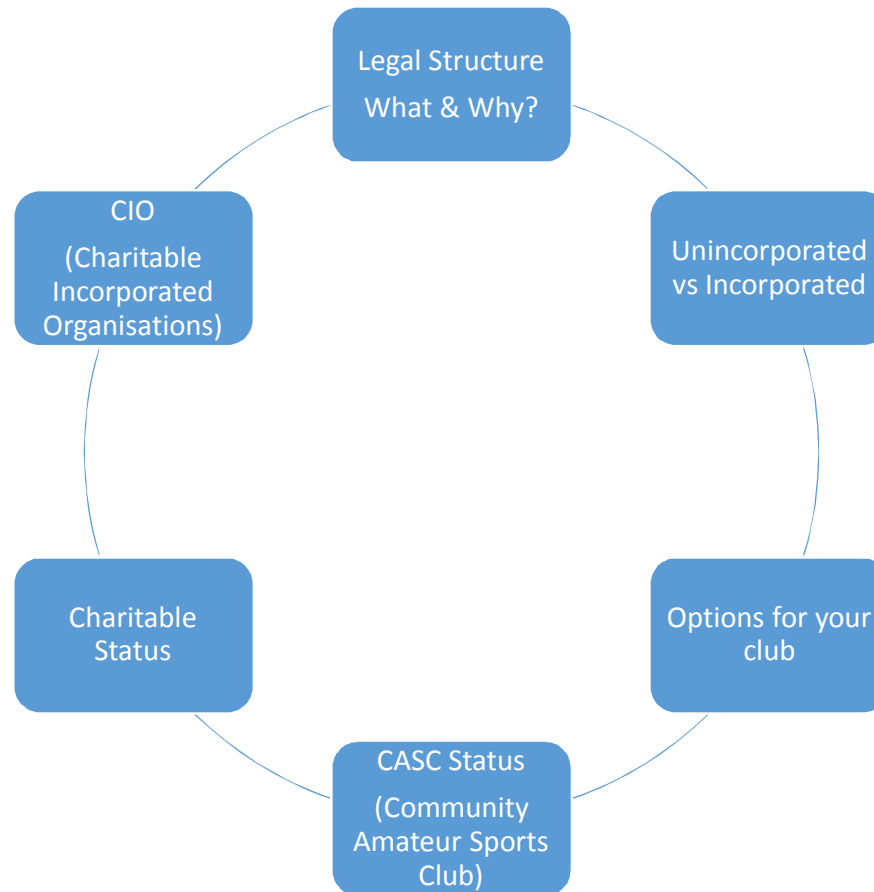 Legal Structure
What & Why?
Unincorporated
vs Incorporated
Options for your
club
CASC Status
(Community
Amateur Sports
Club)
Charitable
Status
CIO
(Charitable
Incorporated
Organisations)